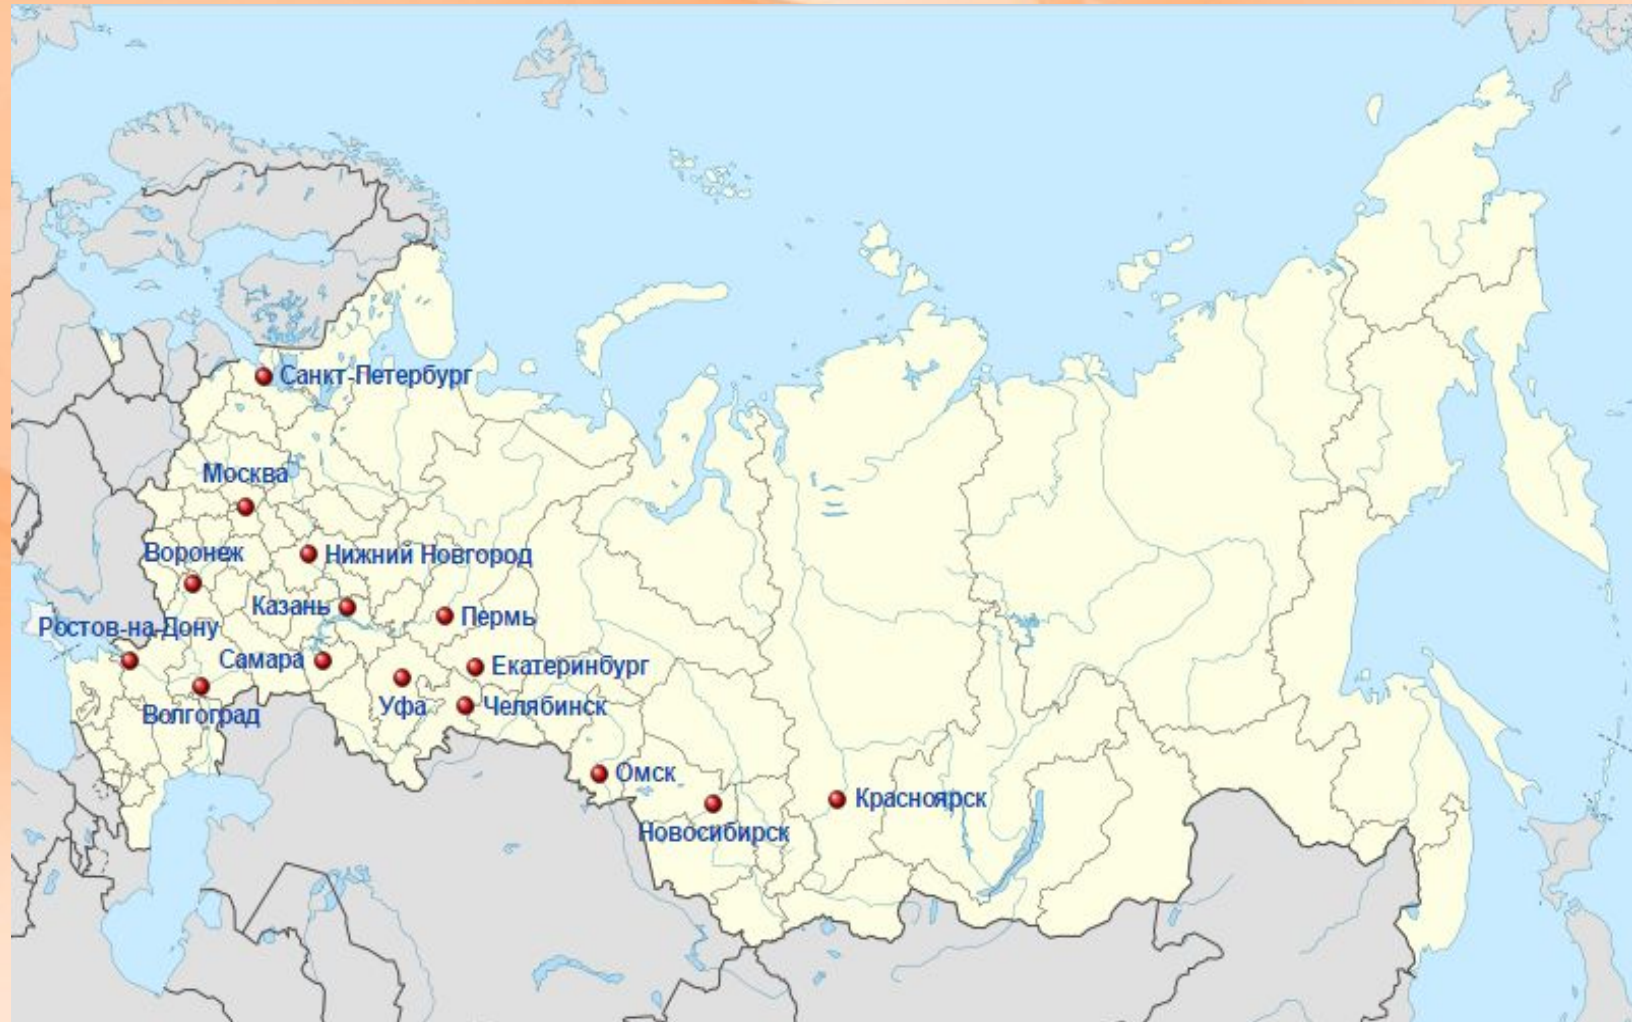 Санкт-Петербург
Москва
Воронеж
Нижний Новгород
Казань
Пермь
Ростов-на-Дону
Самара
Екатеринбург
Уфа
Челябинск
Волгоград
Омск
Красноярск
Новосибирск